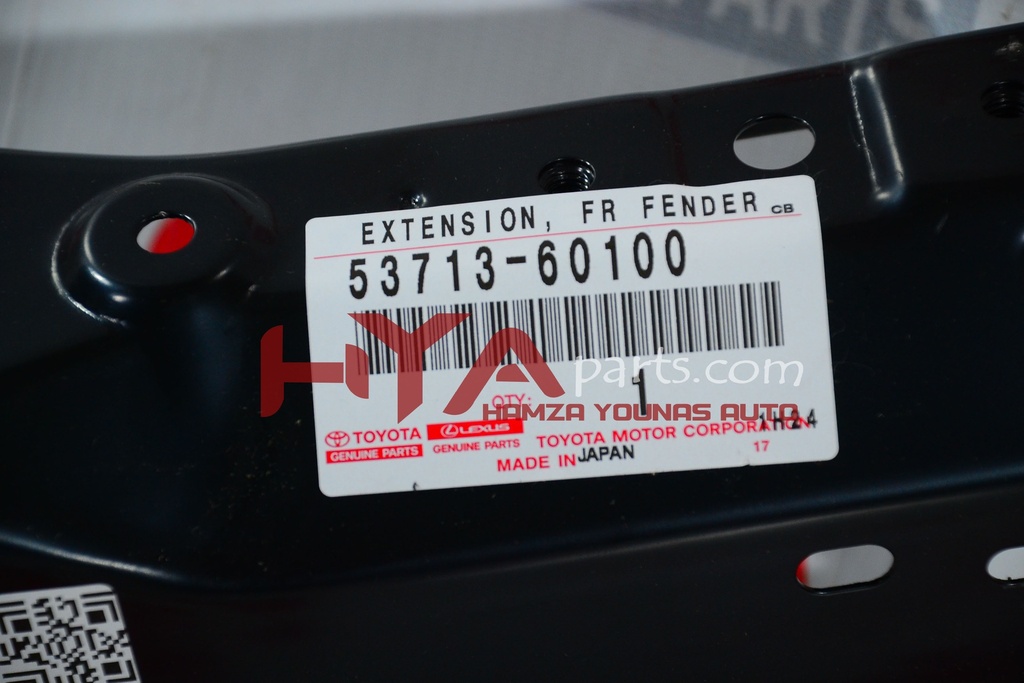 PARTS
EXTENSION, FR FENDER CB
53713-60100
HYAparts.com
QTY: 1
HAMZA YOUNAS AUTO
TOYOTA
GENUINE PARTS
LEXUS
GENUINE PARTS
TOYOTA MOTOR CORPORATION
1H24
MADE IN JAPAN
17